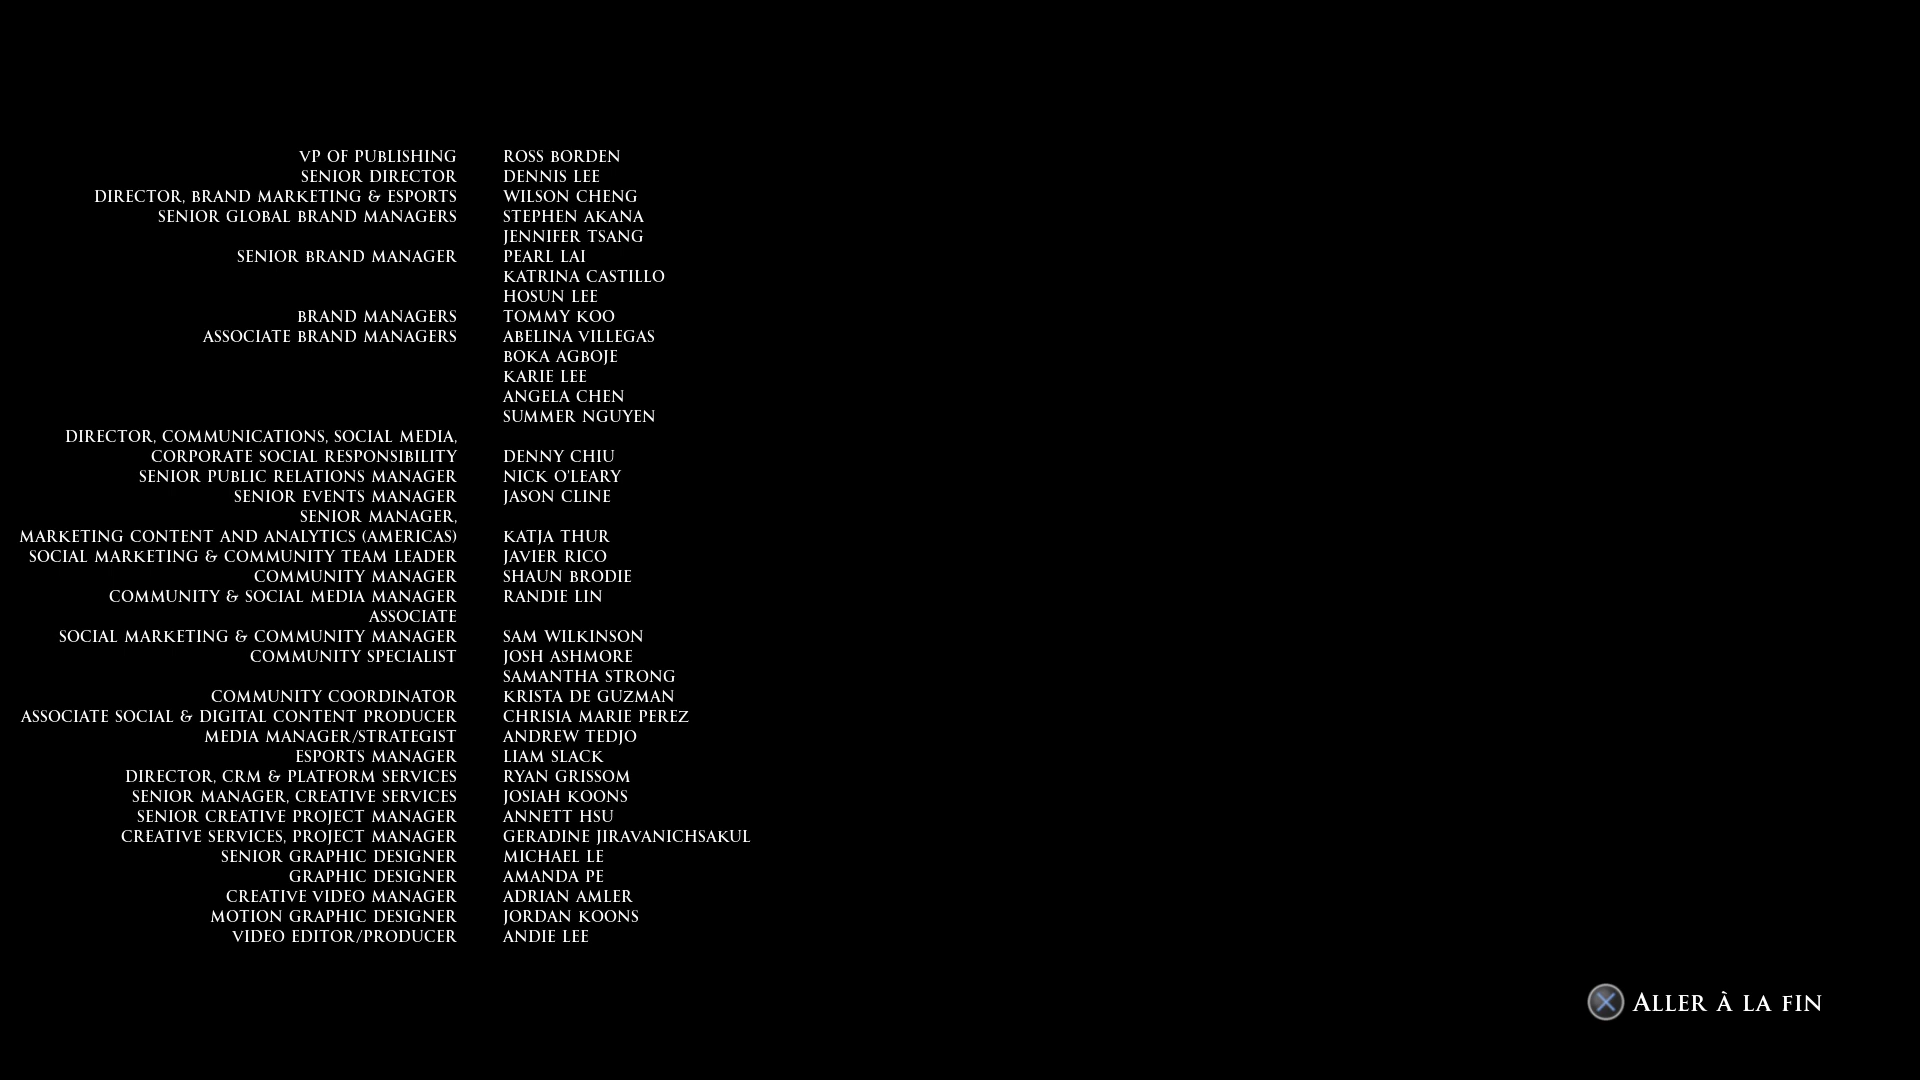 VP OF PUBLISHING ROSS BORDEN
SENIOR DIRECTOR DENNIS LEE
DIRECTOR, BRAND MARKETING & ESPORTS WILSON CHENG
SENIOR GLOBAL BRAND MANAGERS STEPHEN AKANA
JENNIFER TSANG
SENIOR BRAND MANAGER PEARL LAI
KATRINA CASTILLO
HOSUN LEE
BRAND MANAGERS TOMMY KOO
ASSOCIATE BRAND MANAGERS ABELINA VILLEGAS
BOKA AGBOJE
KARIE LEE
ANGELA CHEN
SUMMER NGUYEN
DIRECTOR, COMMUNICATIONS, SOCIAL MEDIA,
CORPORATE SOCIAL RESPONSIBILITY DENNY CHIU
SENIOR PUBLIC RELATIONS MANAGER NICK O'LEARY
SENIOR EVENTS MANAGER JASON CLINE
SENIOR MANAGER,
MARKETING CONTENT AND ANALYTICS (AMERICAS) KATJA THUR
SOCIAL MARKETING & COMMUNITY TEAM LEADER JAVIER RICO
COMMUNITY MANAGER SHAUN BRODIE
COMMUNITY & SOCIAL MEDIA MANAGER RANDIE LIN
ASSOCIATE
SOCIAL MARKETING & COMMUNITY MANAGER SAM WILKINSON
COMMUNITY SPECIALIST JOSH ASHMORE
SAMANTHA STRONG
COMMUNITY COORDINATOR KRISTA DE GUZMAN
ASSOCIATE SOCIAL & DIGITAL CONTENT PRODUCER CHRISIA MARIE PEREZ
MEDIA MANAGER/STRATEGIST ANDREW TEDJO
ESPORTS MANAGER LIAM SLACK
DIRECTOR, CRM & PLATFORM SERVICES RYAN GRISSOM
SENIOR MANAGER, CREATIVE SERVICES JOSIAH KOONS
SENIOR CREATIVE PROJECT MANAGER ANNETT HSU
CREATIVE SERVICES, PROJECT MANAGER GERADINE JIRAVANICHSAKUL
SENIOR GRAPHIC DESIGNER MICHAEL LE
GRAPHIC DESIGNER AMANDA PE
CREATIVE VIDEO MANAGER ADRIAN AMLER
MOTION GRAPHIC DESIGNER JORDAN KOONS
VIDEO EDITOR/PRODUCER ANDIE LEE
ALLER À LA FIN